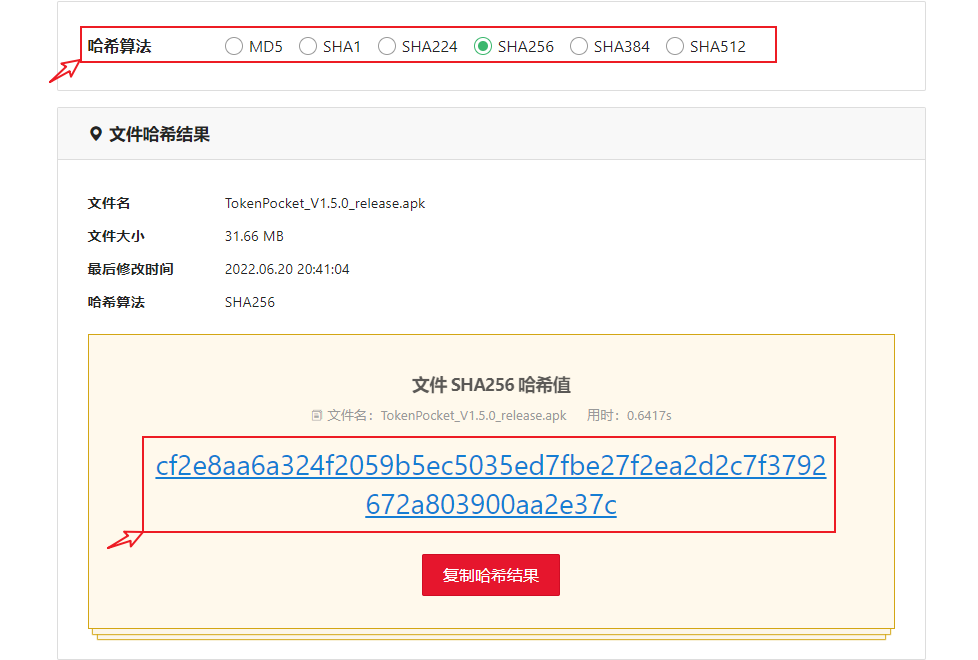 哈希算法 MD5 SHA1 SHA224 SHA256 SHA384 SHA512
文件哈希结果
文件名 TokenPocket_V1.5.0_release.apk
文件大小 31.66 MB
最后修改时间 2022.06.20 20:41:04
哈希算法 SHA256
文件 SHA256 哈希值
文件名：TokenPocket_V1.5.0_release.apk 用时：0.6417s
cf2e8aa6a324f2059b5ec5035ed7fbe27f2ea2d2c7f3792
672a803900aa2e37c
复制哈希结果